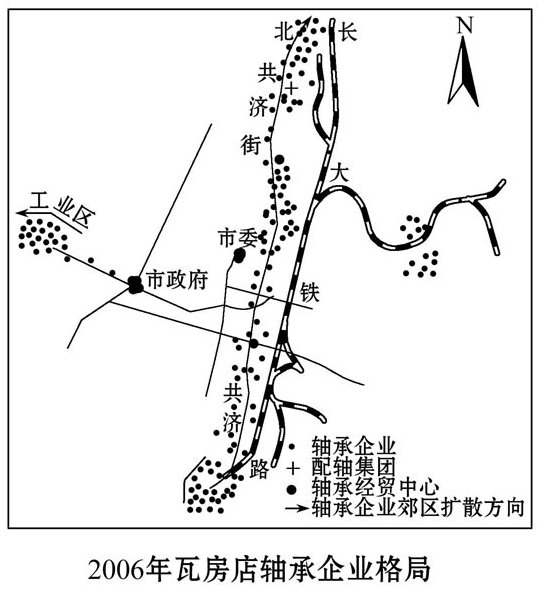 N
北
长
共
济
街
大
工业区
市委
市政府
铁
共
济
路
轴承企业
配轴集团
轴承经贸中心
轴承企业郊区扩散方向
2006年瓦房店轴承企业格局